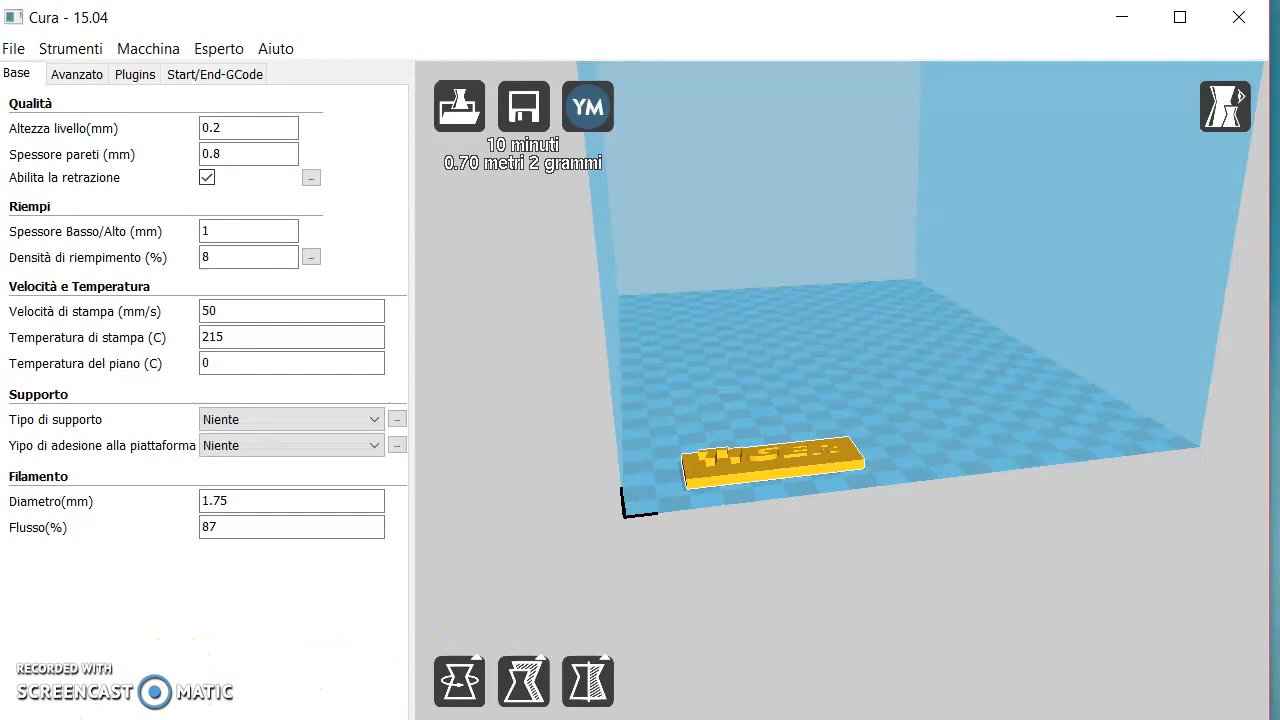 Cura - 15.04
File Strumenti Macchina Esperto Aiuto
Base Avanzato Plugins Start/End-GCode
Qualità
Altezza livello(mm) 0.2
Spessore pareti (mm) 0.8
Abilita la retrazione ...
Riempi
Spessore Basso/Alto (mm) 1
Densità di riempimento (%) 8 ...
Velocità e Temperatura
Velocità di stampa (mm/s) 50
Temperatura di stampa (C) 215
Temperatura del piano (C) 0
Supporto
Tipo di supporto Niente ...
Yipo di adesione alla piattaforma Niente ...
Filamento
Diametro(mm) 1.75
Flusso(%) 87
YM
10 minuti
0.70 metri 2 grammi
RECORDED WITH
SCREENCAST MATIC